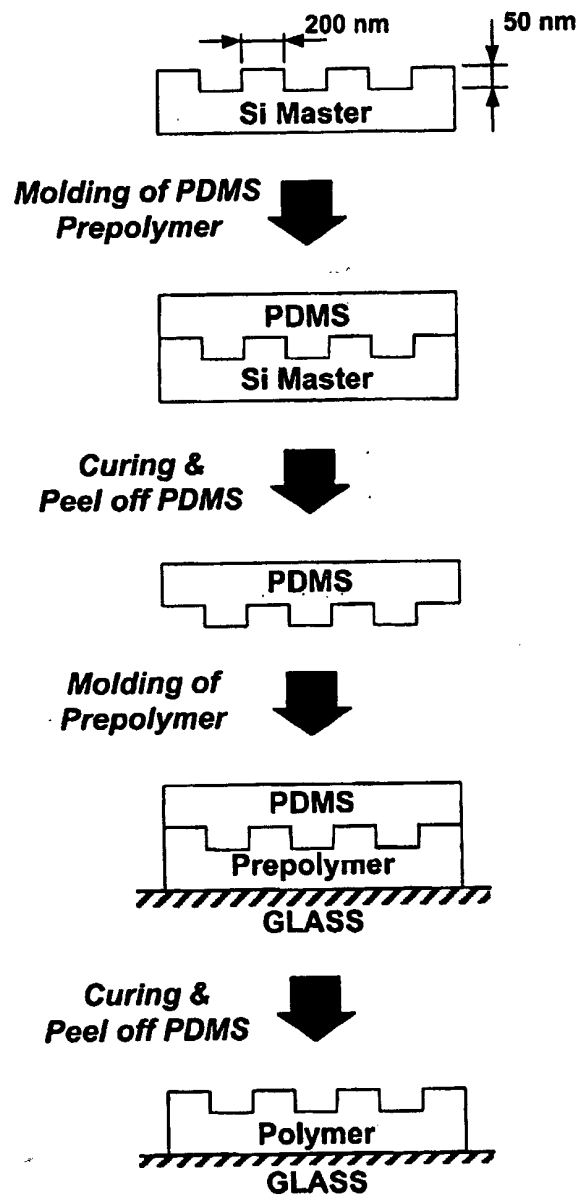 200 nm
50 nm
Si Master
Molding of PDMS
Prepolymer
PDMS
Si Master
Curing &
Peel off PDMS
PDMS
Molding of
Prepolymer
PDMS
Prepolymer
GLASS
Curing &
Peel off PDMS
Polymer
GLASS